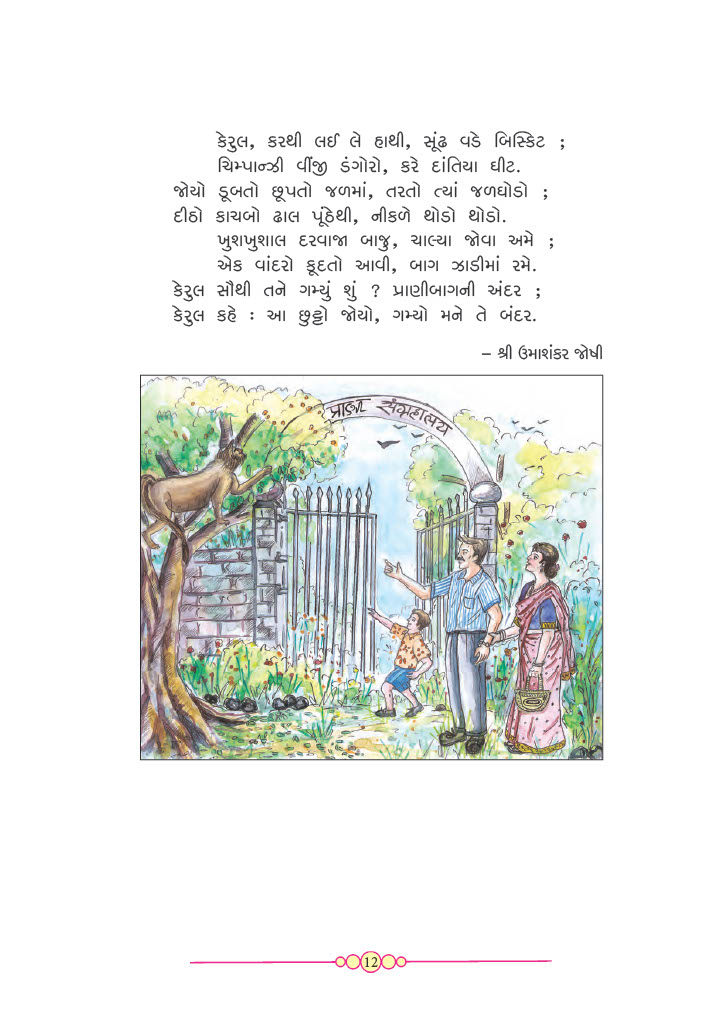 કેરુલ, કરથી લઈ લે હાથી, સૂંઢ વડે બિસ્કિટ ;
ચિમ્પાન્ઝી વીંજી ડંગોરો, કરે દાંતિયા ઘીટ.
જોયો ડૂબતો છૂપતો જળમાં, તરતો ત્યાં જળઘોડો ;
દીઠો કાચબો ઢાલ પૂંઠેથી, નીકળે થોડો થોડો.
ખુશખુશાલ દરવાજા બાજુ, ચાલ્યા જોવા અમે ;
એક વાંદરો કૂદતો આવી, બાગ ઝાડીમાં રમે.
કેરુલ સૌથી તને ગમ્યું શું ? પ્રાણીબાગની અંદર ;
કેરુલ કહે : આ છુટ્ટો જોયો, ગમ્યો મને તે બંદર.
– શ્રી ઉમાશંકર જોષી
પ્રાણી સંગ્રહાલય
12